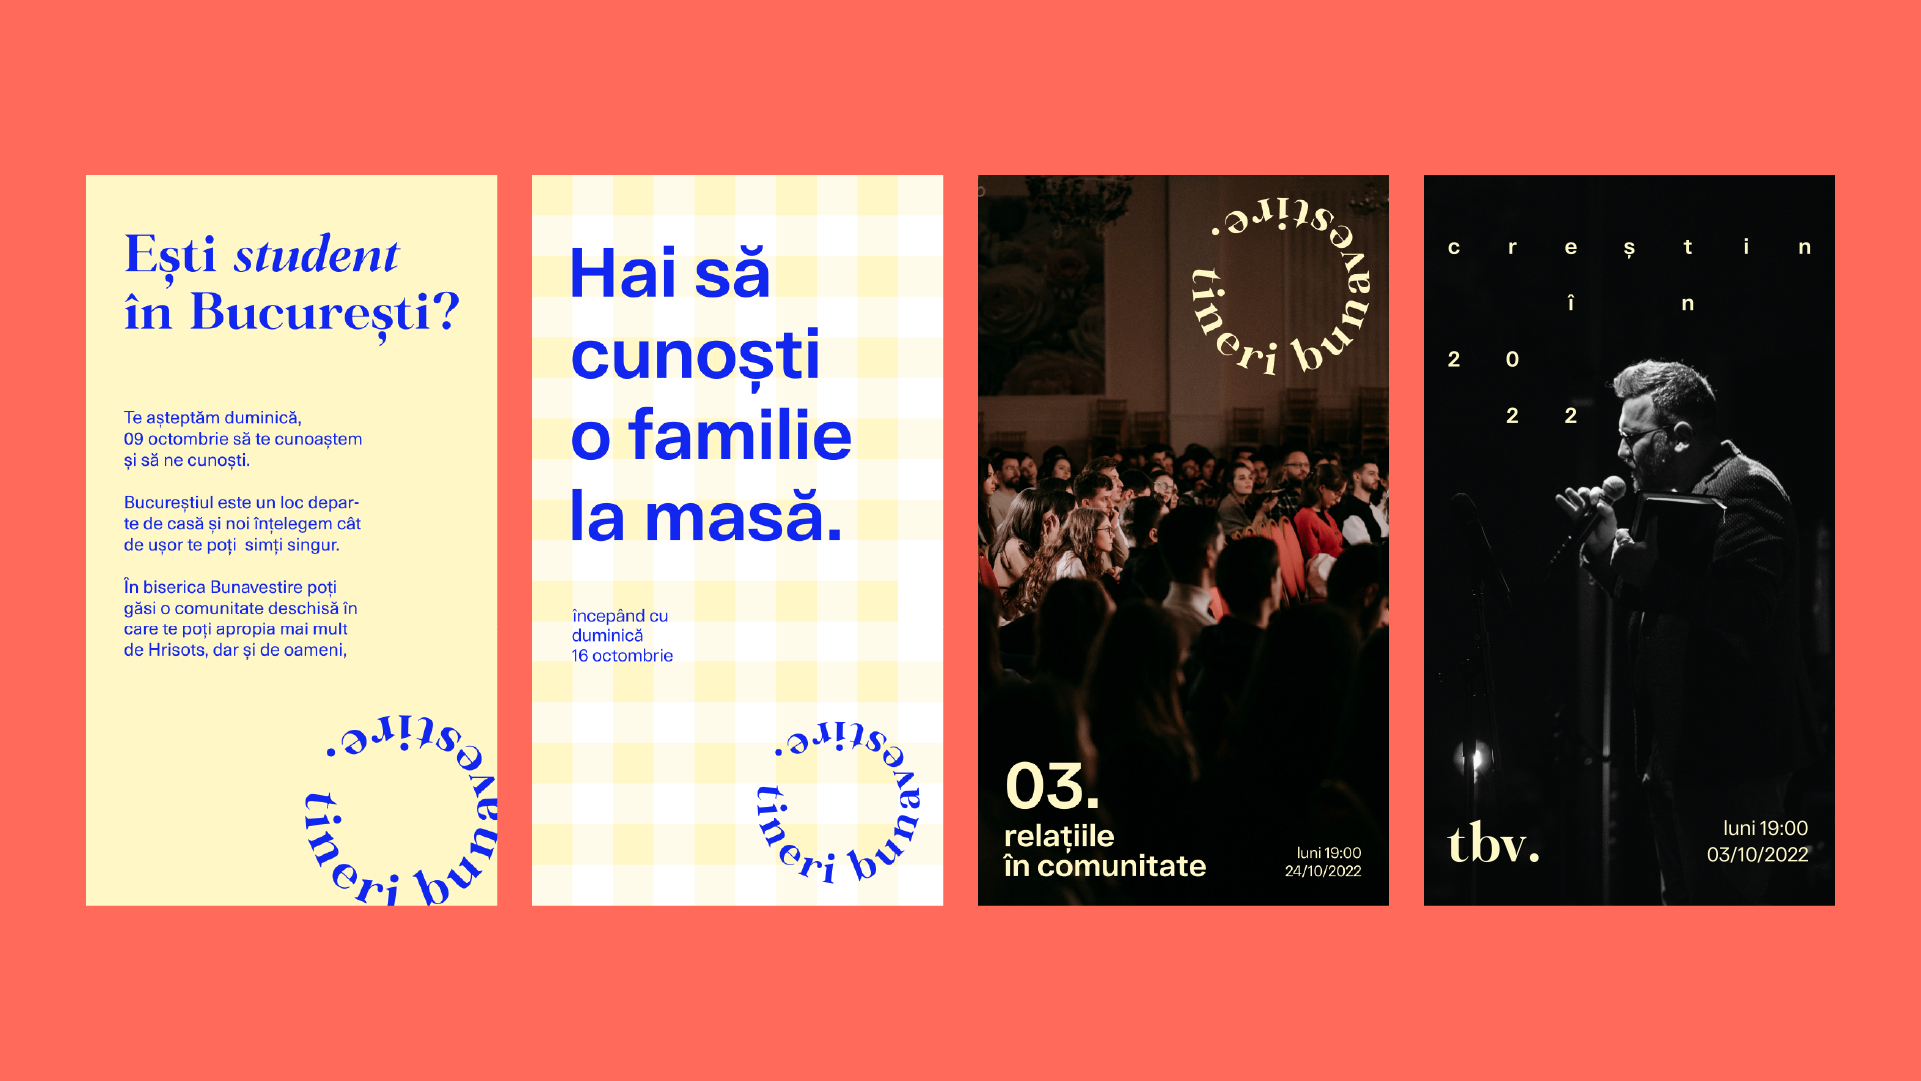 Ești student
în București?
Te așteptăm duminică,
09 octombrie să te cunoaștem
și să ne cunoști.
Bucureștiul este un loc depar-
te de casă și noi înțelegem cât
de ușor te poți  simți singur.
În biserica Bunavestire poți
găsi o comunitate deschisă în
care te poți apropia mai mult
de Hrisots, dar și de oameni,
tineri bunavestire.
Hai să
cunoști
o familie
la masă.
începând cu
duminică
16 octombrie
tineri bunavestire.
tineri bunavestire.
03.
relațiile
în comunitate
luni 19:00
24/10/2022
c r e ș t i n
î n
2 0
2 2
tbv.
luni 19:00
03/10/2022